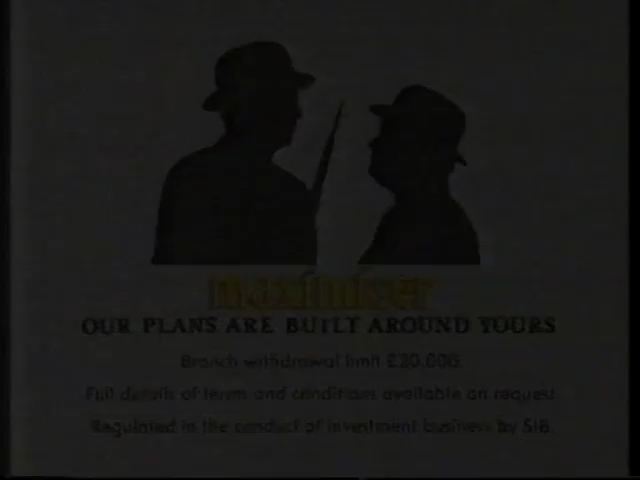 maximiser
OUR PLANS ARE BUILT AROUND YOURS
Branch withdrawal limit £20,000.
Full details of terms and conditions available on request.
Regulated in the conduct of investment business by SIB.